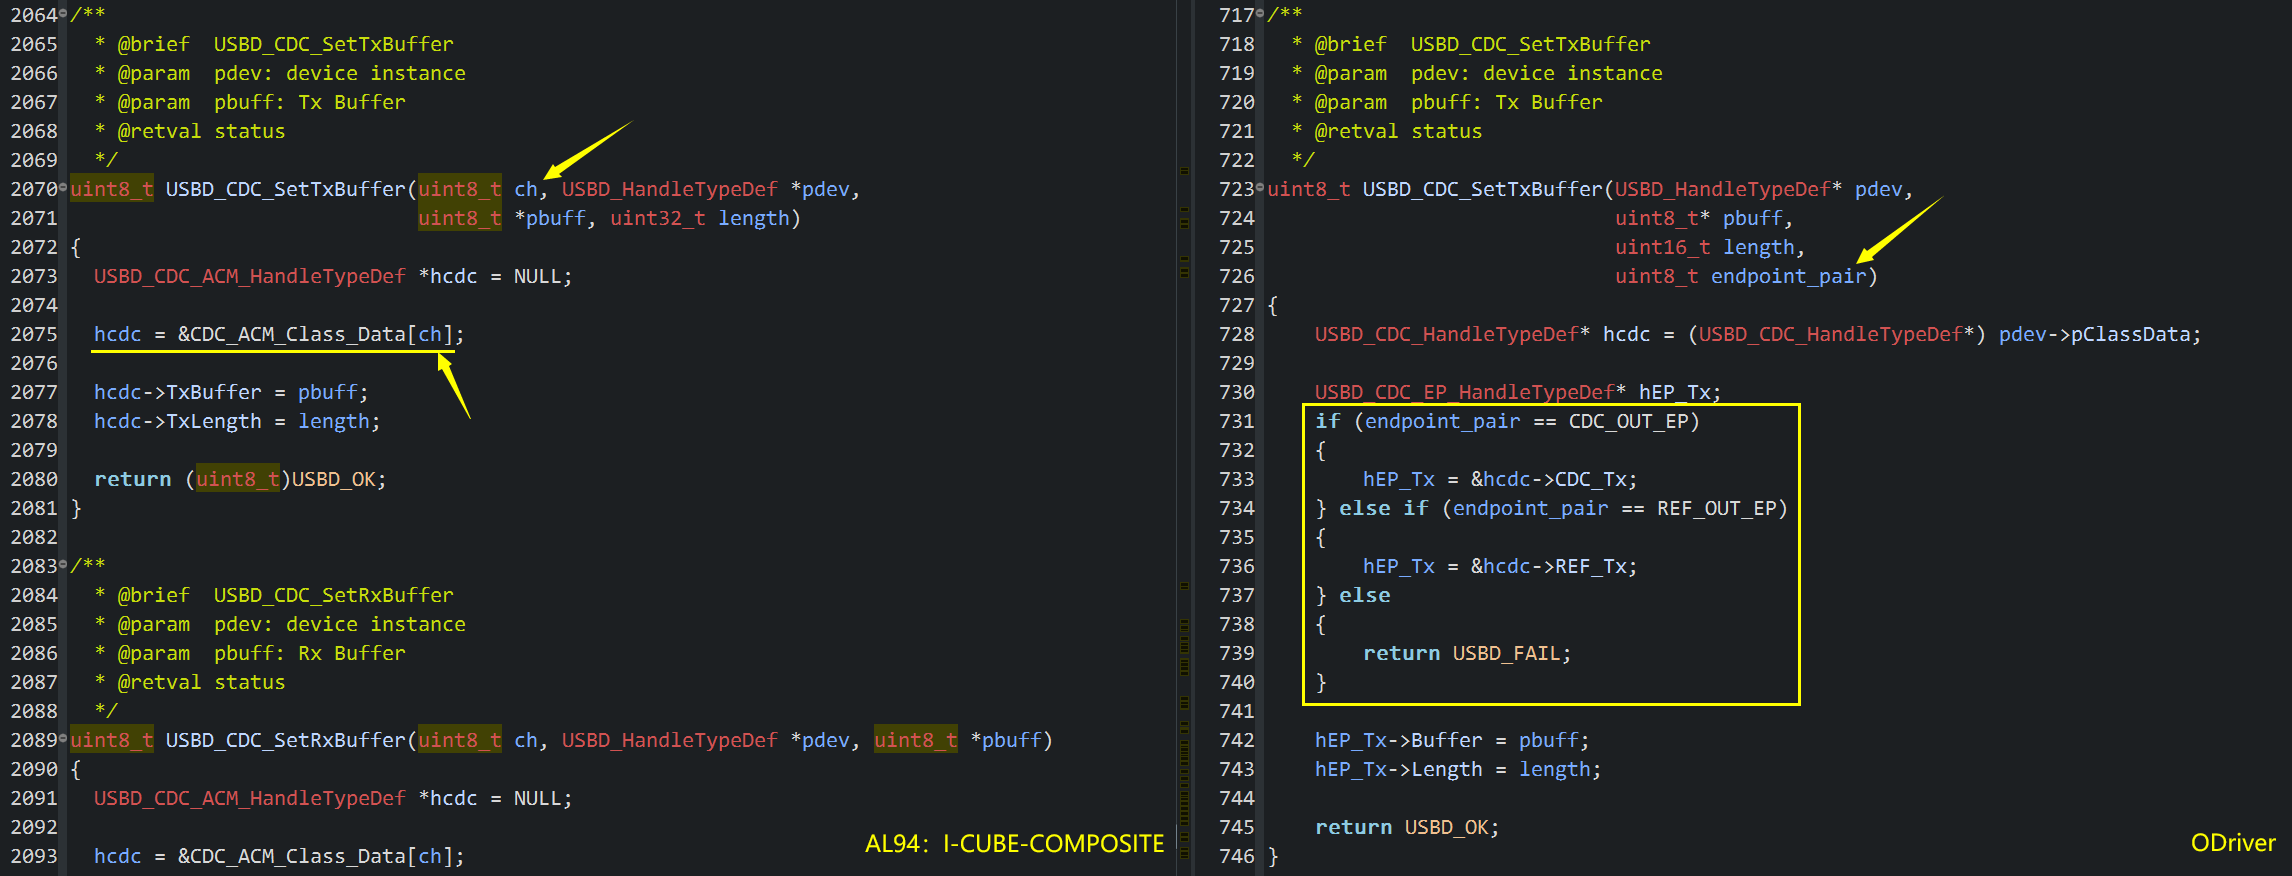 2064 /**
2065   * @brief  USBD_CDC_SetTxBuffer
2066   * @param  pdev: device instance
2067   * @param  pbuff: Tx Buffer
2068   * @retval status
2069   */
2070 uint8_t USBD_CDC_SetTxBuffer(uint8_t ch, USBD_HandleTypeDef *pdev,
2071                              uint8_t *pbuff, uint32_t length)
2072 {
2073   USBD_CDC_ACM_HandleTypeDef *hcdc = NULL;
2074
2075   hcdc = &CDC_ACM_Class_Data[ch];
2076
2077   hcdc->TxBuffer = pbuff;
2078   hcdc->TxLength = length;
2079
2080   return (uint8_t)USBD_OK;
2081 }
2082
2083 /**
2084   * @brief  USBD_CDC_SetRxBuffer
2085   * @param  pdev: device instance
2086   * @param  pbuff: Rx Buffer
2087   * @retval status
2088   */
2089 uint8_t USBD_CDC_SetRxBuffer(uint8_t ch, USBD_HandleTypeDef *pdev, uint8_t *pbuff)
2090 {
2091   USBD_CDC_ACM_HandleTypeDef *hcdc = NULL;
2092
2093   hcdc = &CDC_ACM_Class_Data[ch];
AL94：I-CUBE-COMPOSITE
717 /**
718   * @brief  USBD_CDC_SetTxBuffer
719   * @param  pdev: device instance
720   * @param  pbuff: Tx Buffer
721   * @retval status
722   */
723 uint8_t USBD_CDC_SetTxBuffer(USBD_HandleTypeDef* pdev,
724                              uint8_t* pbuff,
725                              uint16_t length,
726                              uint8_t endpoint_pair)
727 {
728     USBD_CDC_HandleTypeDef* hcdc = (USBD_CDC_HandleTypeDef*) pdev->pClassData;
729
730     USBD_CDC_EP_HandleTypeDef* hEP_Tx;
731     if (endpoint_pair == CDC_OUT_EP)
732     {
733         hEP_Tx = &hcdc->CDC_Tx;
734     } else if (endpoint_pair == REF_OUT_EP)
735     {
736         hEP_Tx = &hcdc->REF_Tx;
737     } else
738     {
739         return USBD_FAIL;
740     }
741
742     hEP_Tx->Buffer = pbuff;
743     hEP_Tx->Length = length;
744
745     return USBD_OK;
746 }
ODriver